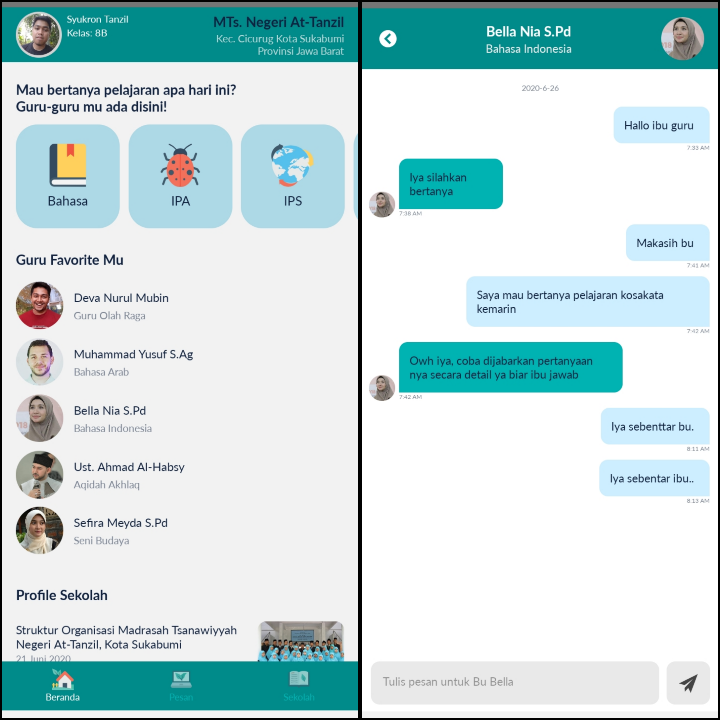 Syukron Tanzil
Kelas: 8B
MTs. Negeri At-Tanzil
Kec. Cicurug Kota Sukabumi
Provinsi Jawa Barat
Mau bertanya pelajaran apa hari ini?
Guru-guru mu ada disini!
Bahasa
IPA
IPS
Guru Favorite Mu
Deva Nurul Mubin
Guru Olah Raga
Muhammad Yusuf S.Ag
Bahasa Arab
Bella Nia S.Pd
Bahasa Indonesia
Ust. Ahmad Al-Habsy
Aqidah Akhlaq
Sefira Meyda S.Pd
Seni Budaya
Profile Sekolah
Struktur Organisasi Madrasah Tsanawiyyah
Negeri At-Tanzil, Kota Sukabumi
21 Juni 2020
Beranda
Pesan
Sekolah
Bella Nia S.Pd
Bahasa Indonesia
2020-6-26
Hallo ibu guru
7:33 AM
Iya silahkan
bertanya
7:38 AM
Makasih bu
7:41 AM
Saya mau bertanya pelajaran kosakata
kemarin
7:42 AM
Owh iya, coba dijabarkan pertanyaan
nya secara detail ya biar ibu jawab
7:42 AM
Iya sebenttar bu.
8:11 AM
Iya sebentar ibu..
8:13 AM
Tulis pesan untuk Bu Bella